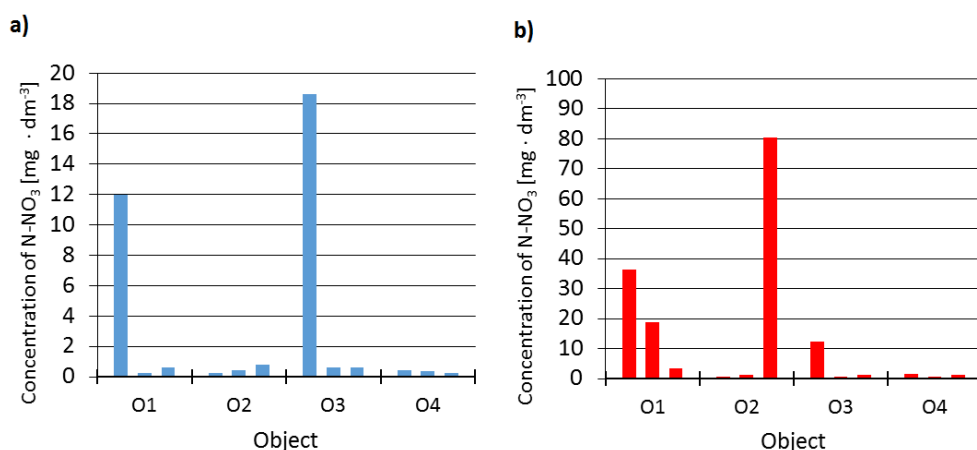 a)
Concentration of N-NO₃ [mg · dm⁻³]
20
18
16
14
12
10
8
6
4
2
0
O1 O2 O3 O4
Object
b)
Concentration of N-NO₃ [mg · dm⁻³]
100
90
80
70
60
50
40
30
20
10
0
O1 O2 O3 O4
Object